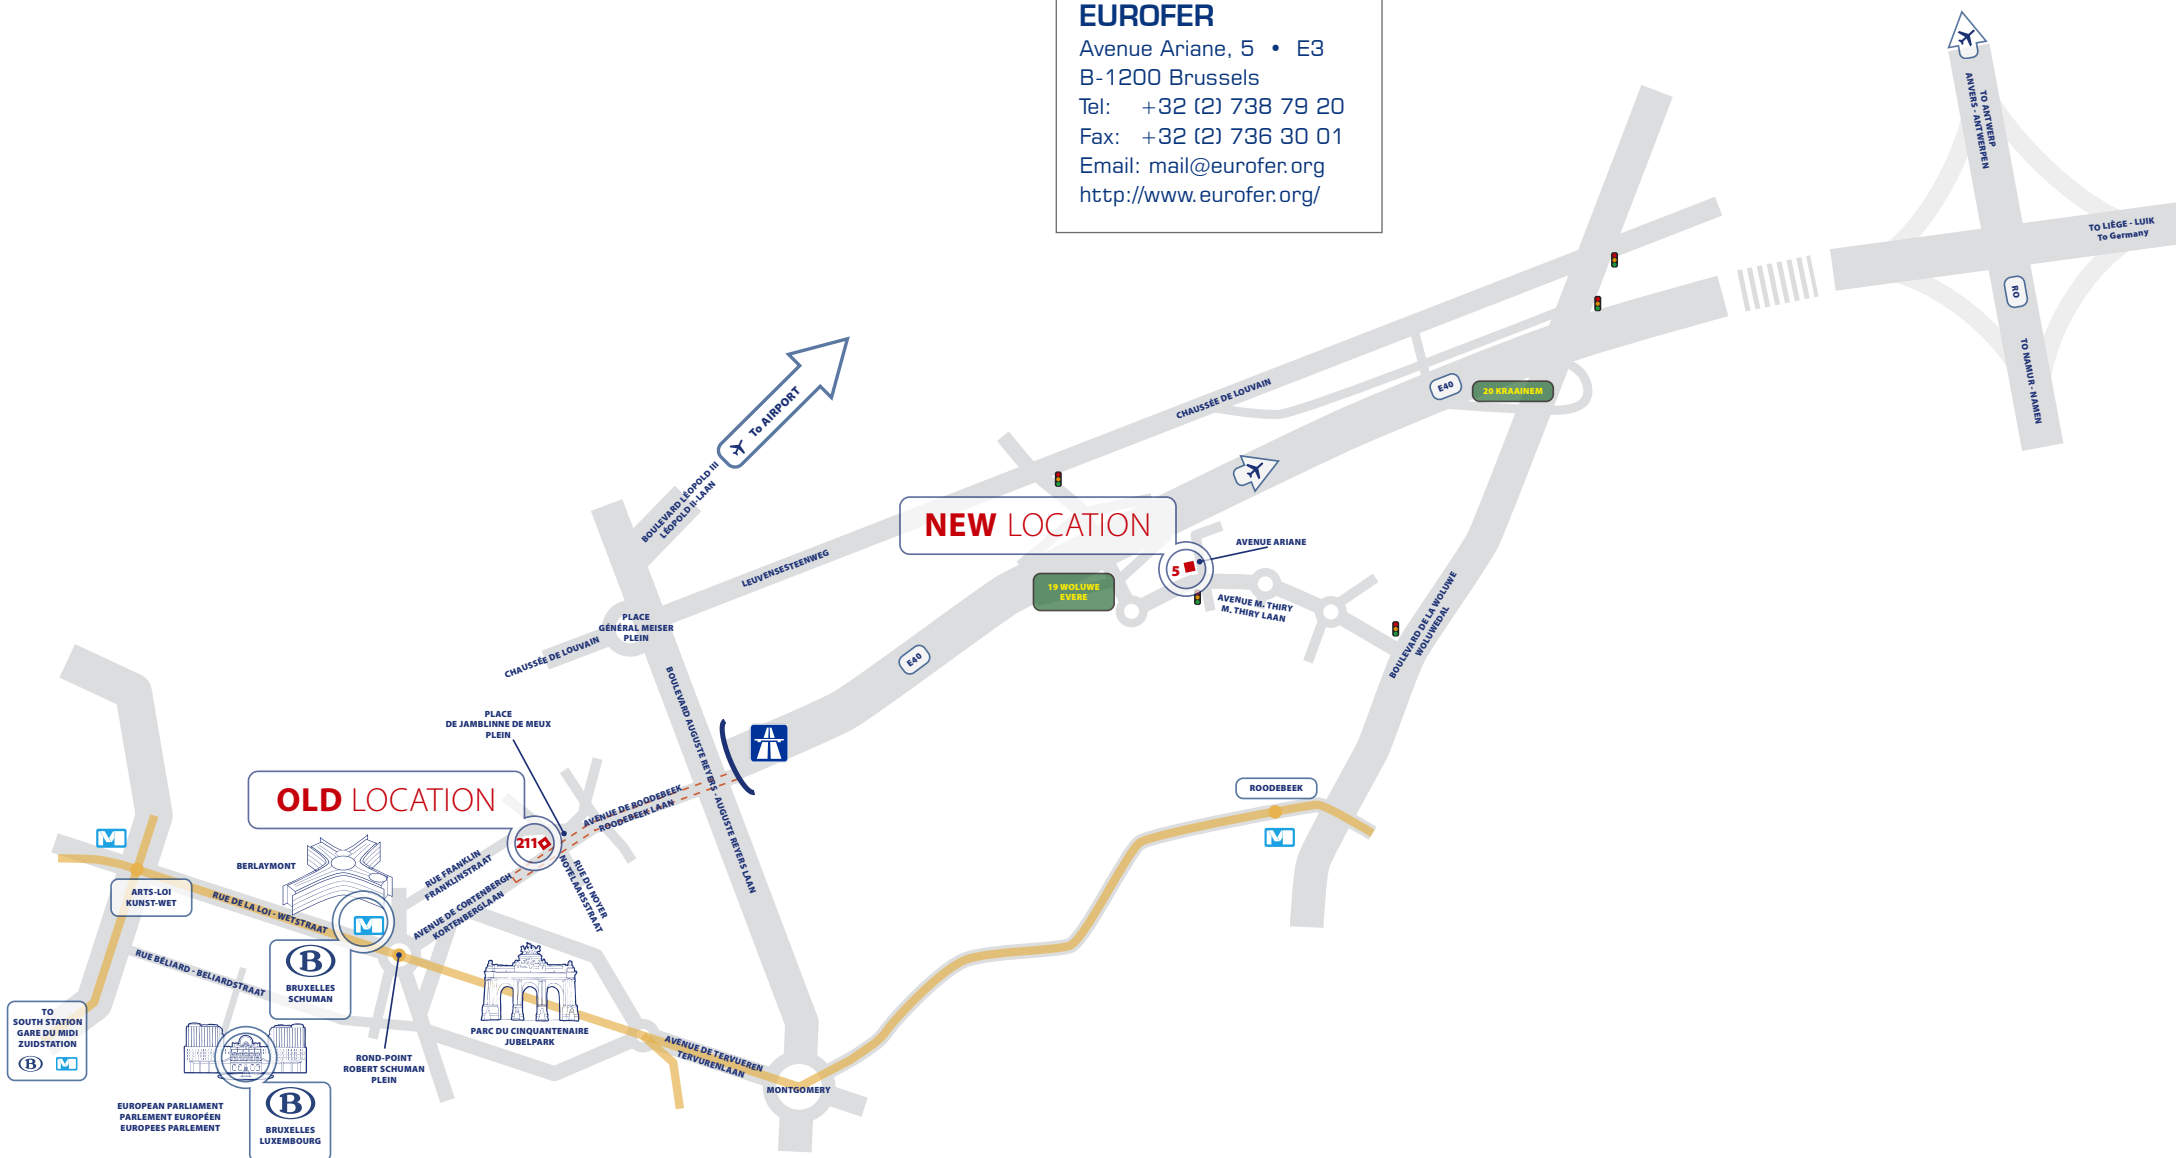 EUROFER
Avenue Ariane, 5 • E3
B-1200 Brussels
Tel: +32 (2) 738 79 20
Fax: +32 (2) 736 30 01
Email: mail@eurofer.org
http://www.eurofer.org/
TO ANTWERP
ANVERS - ANTWERPEN
TO LIÈGE - LUIK
To Germany
RO
TO NAMUR - NAMEN
To AIRPORT
BOULEVARD LÉOPOLD III
LÉOPOLD II-LAAN
CHAUSSÉE DE LOUVAIN
E40
20 KRAAINEM
NEW LOCATION
LEUVENSESTEENWEG
5
AVENUE ARIANE
19 WOLUWE
EVERE
AVENUE M. THIRY
M. THIRY LAAN
BOULEVARD DE LA WOLUWE
WOLUWEDAL
PLACE
GÉNÉRAL MEISER
PLEIN
CHAUSSÉE DE LOUVAIN
E40
BOULEVARD AUGUSTE REYERS - AUGUSTE REYERS LAAN
PLACE
DE JAMBLINNE DE MEUX
PLEIN
OLD LOCATION
211
AVENUE DE ROODEBEEK
ROODEBEEK LAAN
ROODEBEEK
M
M
BERLAYMONT
RUE FRANKLIN
FRANKLINSTRAAT
RUE DU NOYER
NOTELAARSSTRAAT
AVENUE DE CORTENBERGH
KORTENBERGLAAN
ARTS-LOI
KUNST-WET
RUE DE LA LOI - WETSTRAAT
M
RUE BÉLIARD - BELIARDSTRAAT
B
BRUXELLES
SCHUMAN
PARC DU CINQUANTENAIRE
JUBELPARK
TO
SOUTH STATION
GARE DU MIDI
ZUIDSTATION
B M
ROND-POINT
ROBERT SCHUMAN
PLEIN
AVENUE DE TERVUEREN
TERVURENLAAN
MONTGOMERY
EUROPEAN PARLIAMENT
PARLEMENT EUROPÉEN
EUROPEES PARLEMENT
B
BRUXELLES
LUXEMBOURG